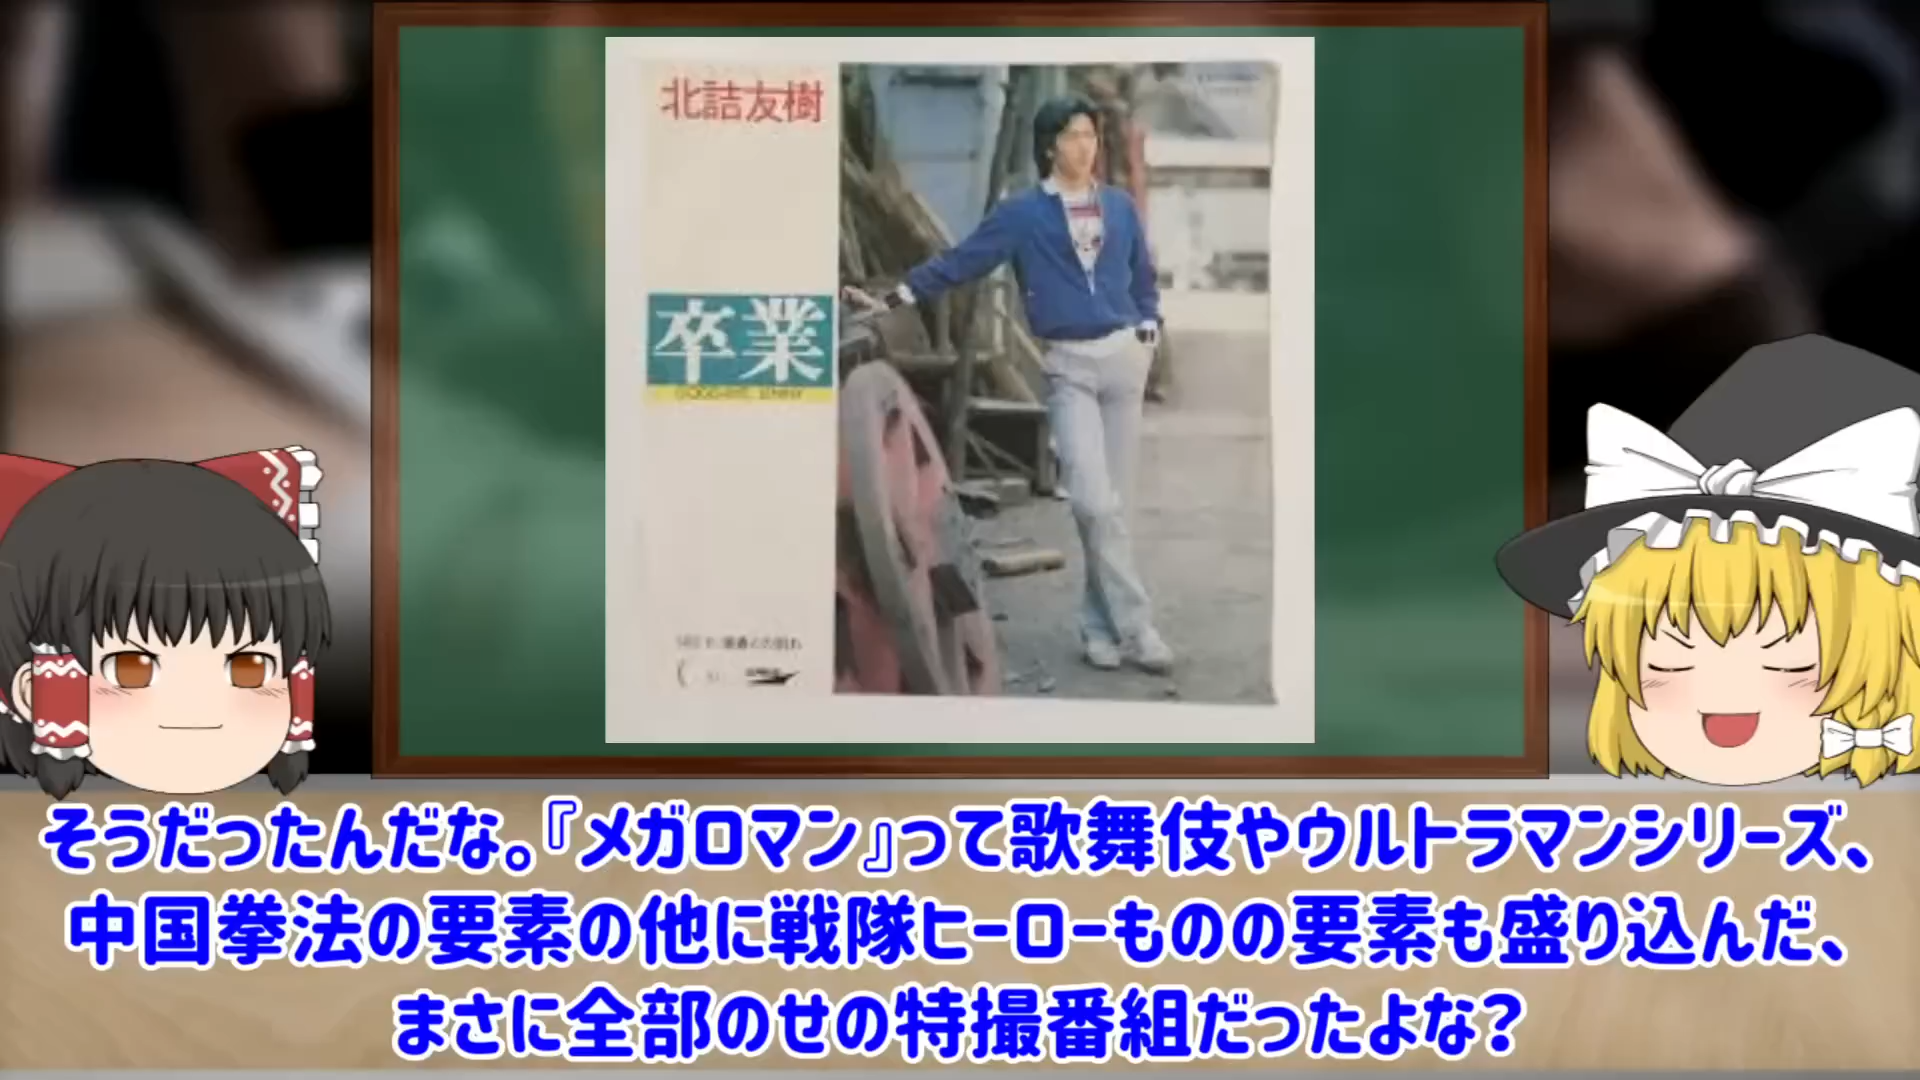 北詰友樹
卒業
そうだったんだな。『メガロマン』って歌舞伎やウルトラマンシリーズ、
中国拳法の要素の他に戦隊ヒーローものの要素も盛り込んだ、
まさに全部のせの特撮番組だったよな?